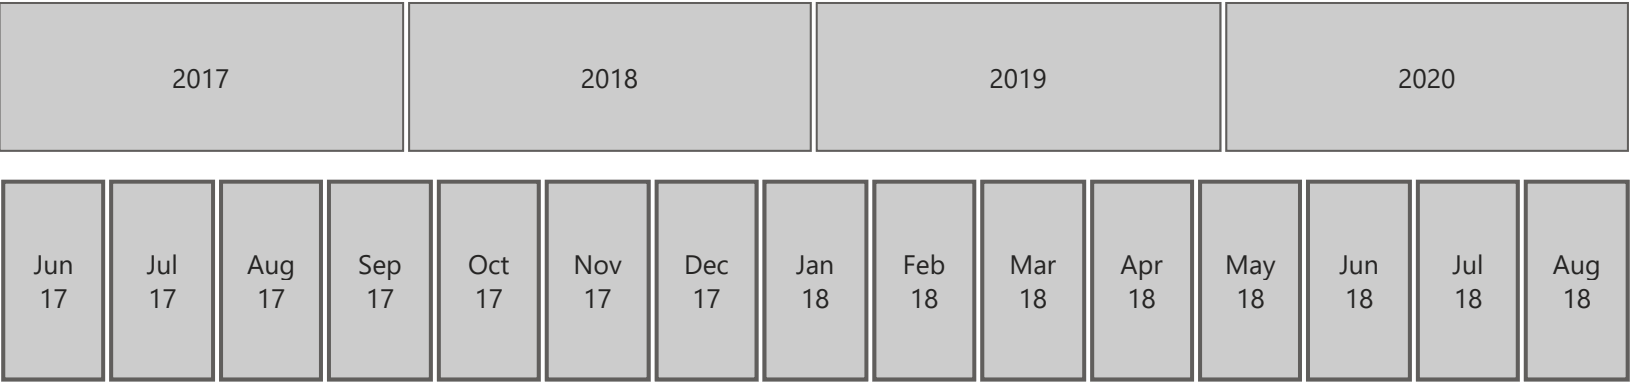 2017 2018 2019 2020
Jun Jul Aug Sep Oct Nov Dec Jan Feb Mar Apr May Jun Jul Aug
17 17 17 17 17 17 17 18 18 18 18 18 18 18 18